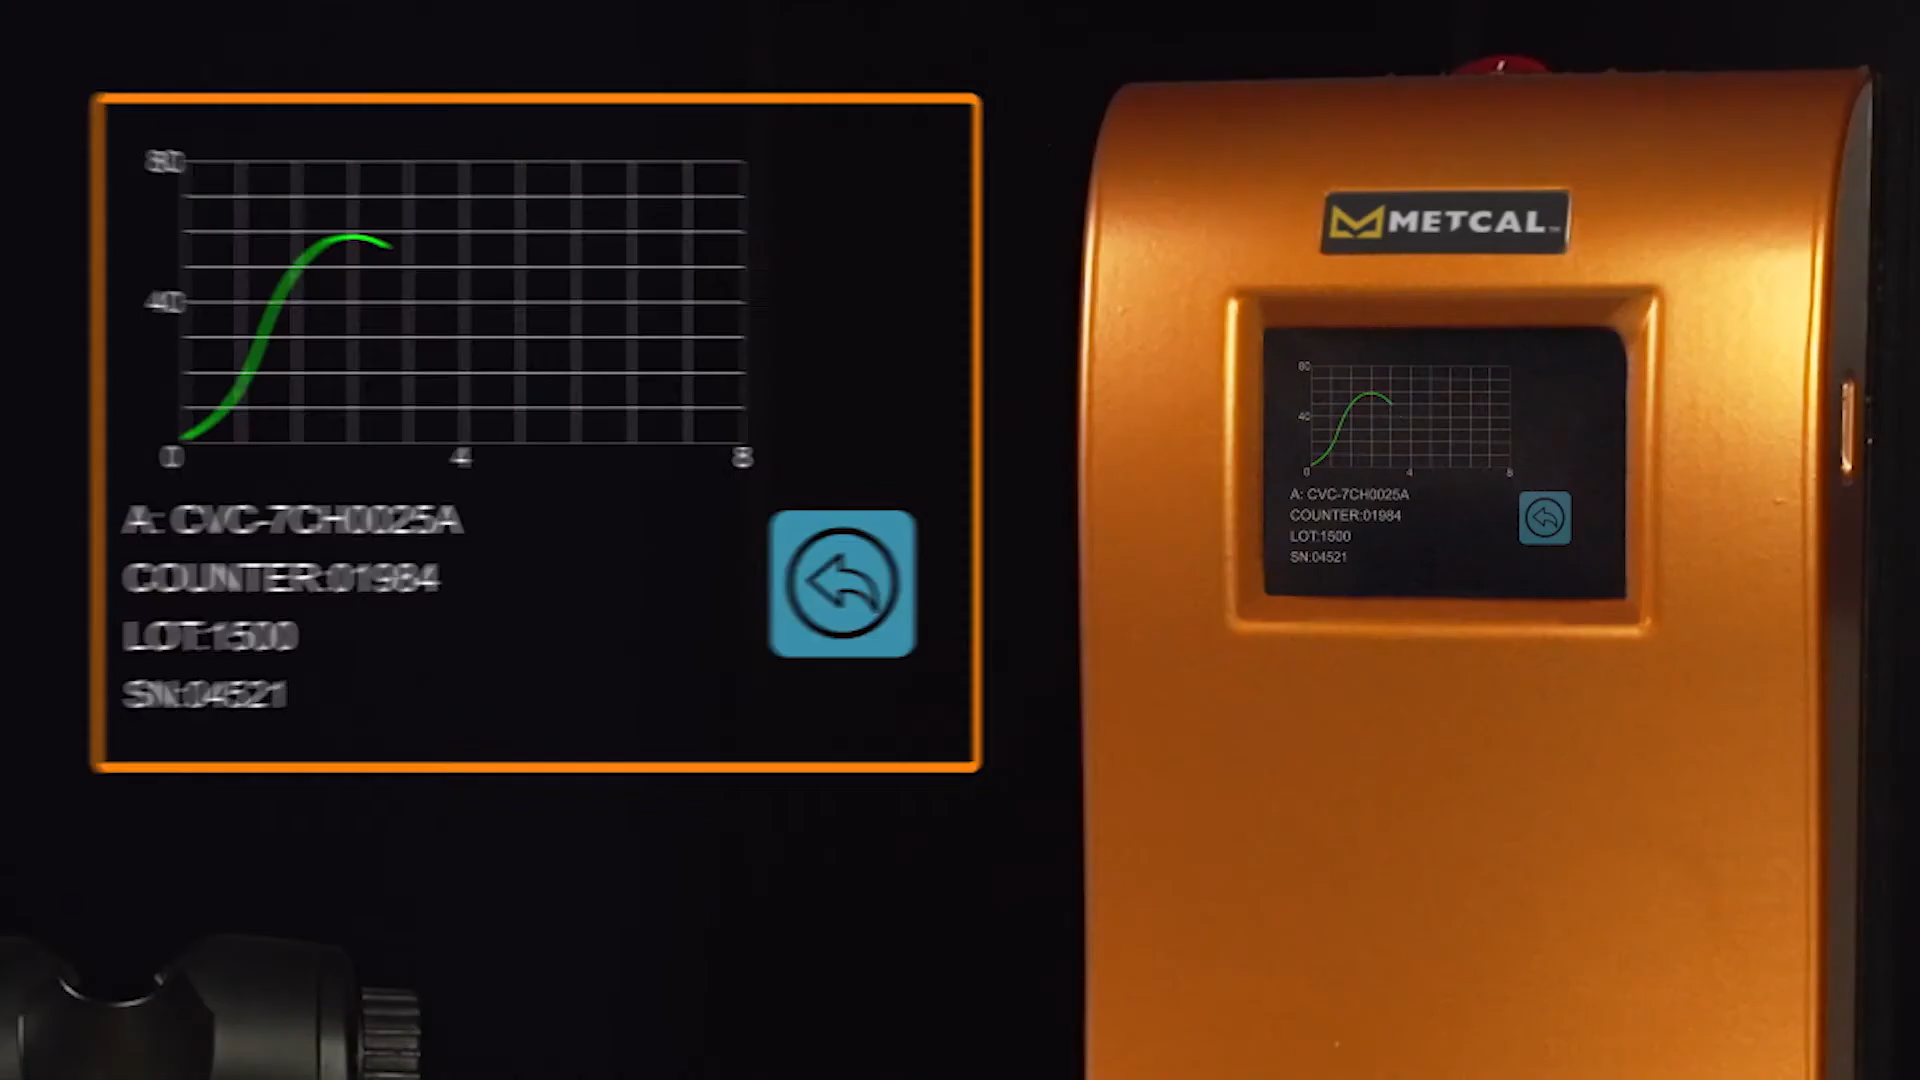 80
40
0 4 8
A: CVC-7CH0025A
COUNTER:01984
LOT:1500
SN:04521
METCAL™
80
40
0 4 8
A: CVC-7CH0025A
COUNTER:01984
LOT:1500
SN:04521